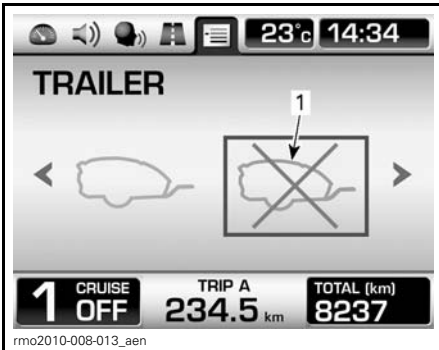 23°c 14:34
TRAILER
1
1 CRUISE OFF TRIP A 234.5 km TOTAL (km) 8237
rmo2010-008-013_aen